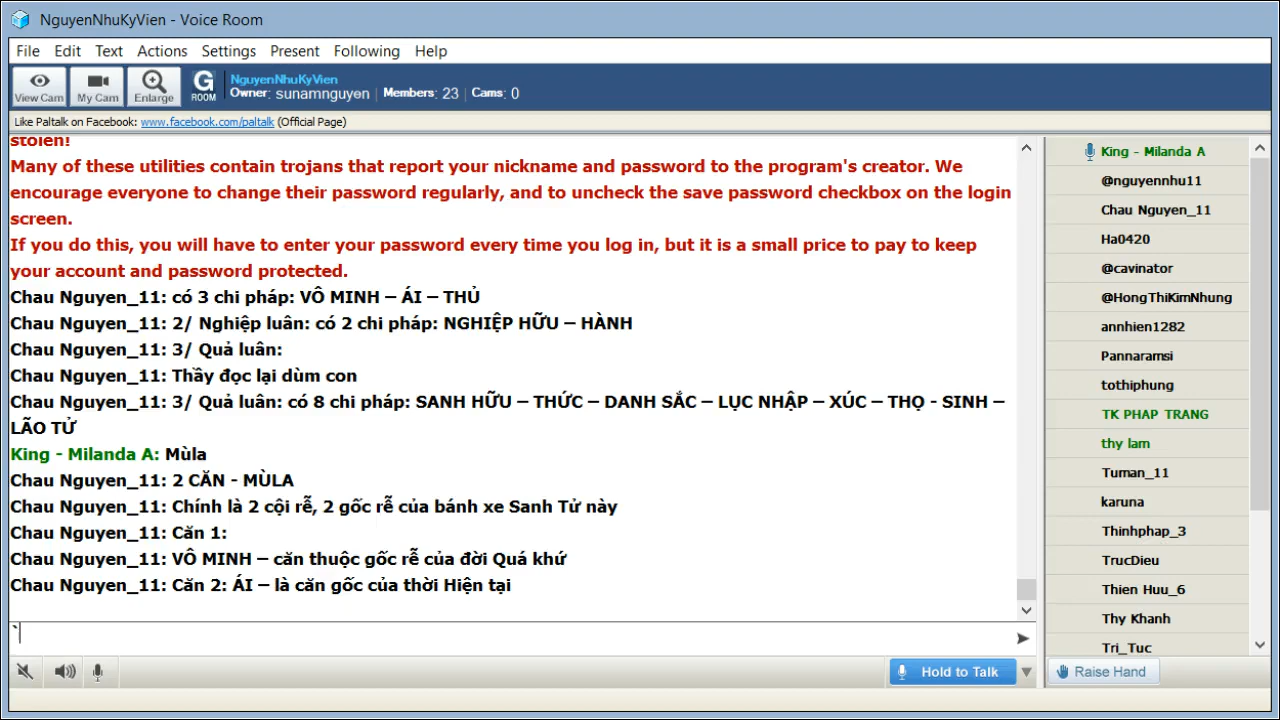 NguyenNhuKyVien - Voice Room
File Edit Text Actions Settings Present Following Help
View Cam My Cam Enlarge G ROOM
NguyenNhuKyVien
Owner: sunamnguyen | Members: 23 | Cams: 0
Like Paltalk on Facebook: www.facebook.com/paltalk (Official Page)
stolen!
Many of these utilities contain trojans that report your nickname and password to the program's creator. We
encourage everyone to change their password regularly, and to uncheck the save password checkbox on the login
screen.
If you do this, you will have to enter your password every time you log in, but it is a small price to pay to keep
your account and password protected.
Chau Nguyen_11: có 3 chi pháp: VÔ MINH – ÁI – THỦ
Chau Nguyen_11: 2/ Nghiệp luân: có 2 chi pháp: NGHIỆP HỮU – HÀNH
Chau Nguyen_11: 3/ Quả luân:
Chau Nguyen_11: Thầy đọc lại dùm con
Chau Nguyen_11: 3/ Quả luân: có 8 chi pháp: SANH HỮU – THỨC – DANH SẮC – LỤC NHẬP – XÚC – THỌ - SINH –
LÃO TỬ
King - Milanda A: Mùla
Chau Nguyen_11: 2 CĂN - MÙLA
Chau Nguyen_11: Chính là 2 cội rễ, 2 gốc rễ của bánh xe Sanh Tử này
Chau Nguyen_11: Căn 1:
Chau Nguyen_11: VÔ MINH – căn thuộc gốc rễ của đời Quá khứ
Chau Nguyen_11: Căn 2: ÁI – là căn gốc của thời Hiện tại
`
Hold to Talk
King - Milanda A
@nguyennhu11
Chau Nguyen_11
Ha0420
@cavinator
@HongThiKimNhung
annhien1282
Pannaramsi
tothiphung
TK PHAP TRANG
thy lam
Tuman_11
karuna
Thinhphap_3
TrucDieu
Thien Huu_6
Thy Khanh
Tri_Tuc
Raise Hand